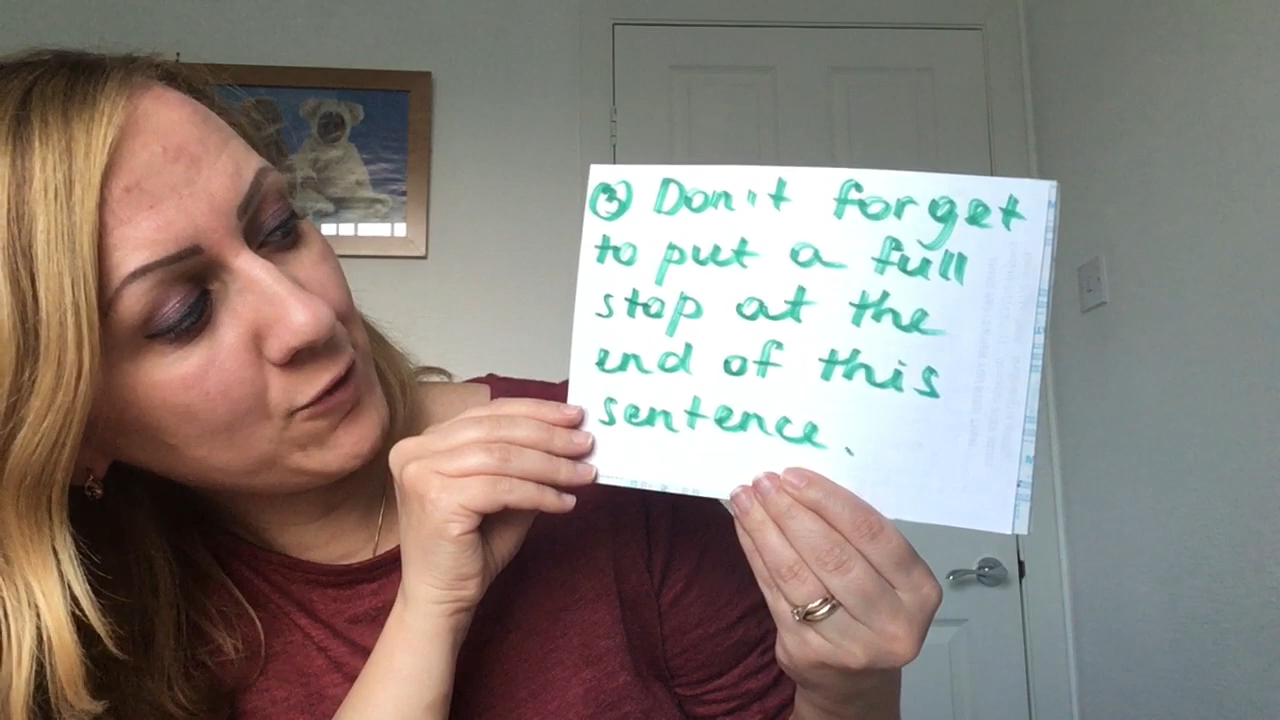 ③ Don't forget
to put a full
stop at the
end of this
sentence.